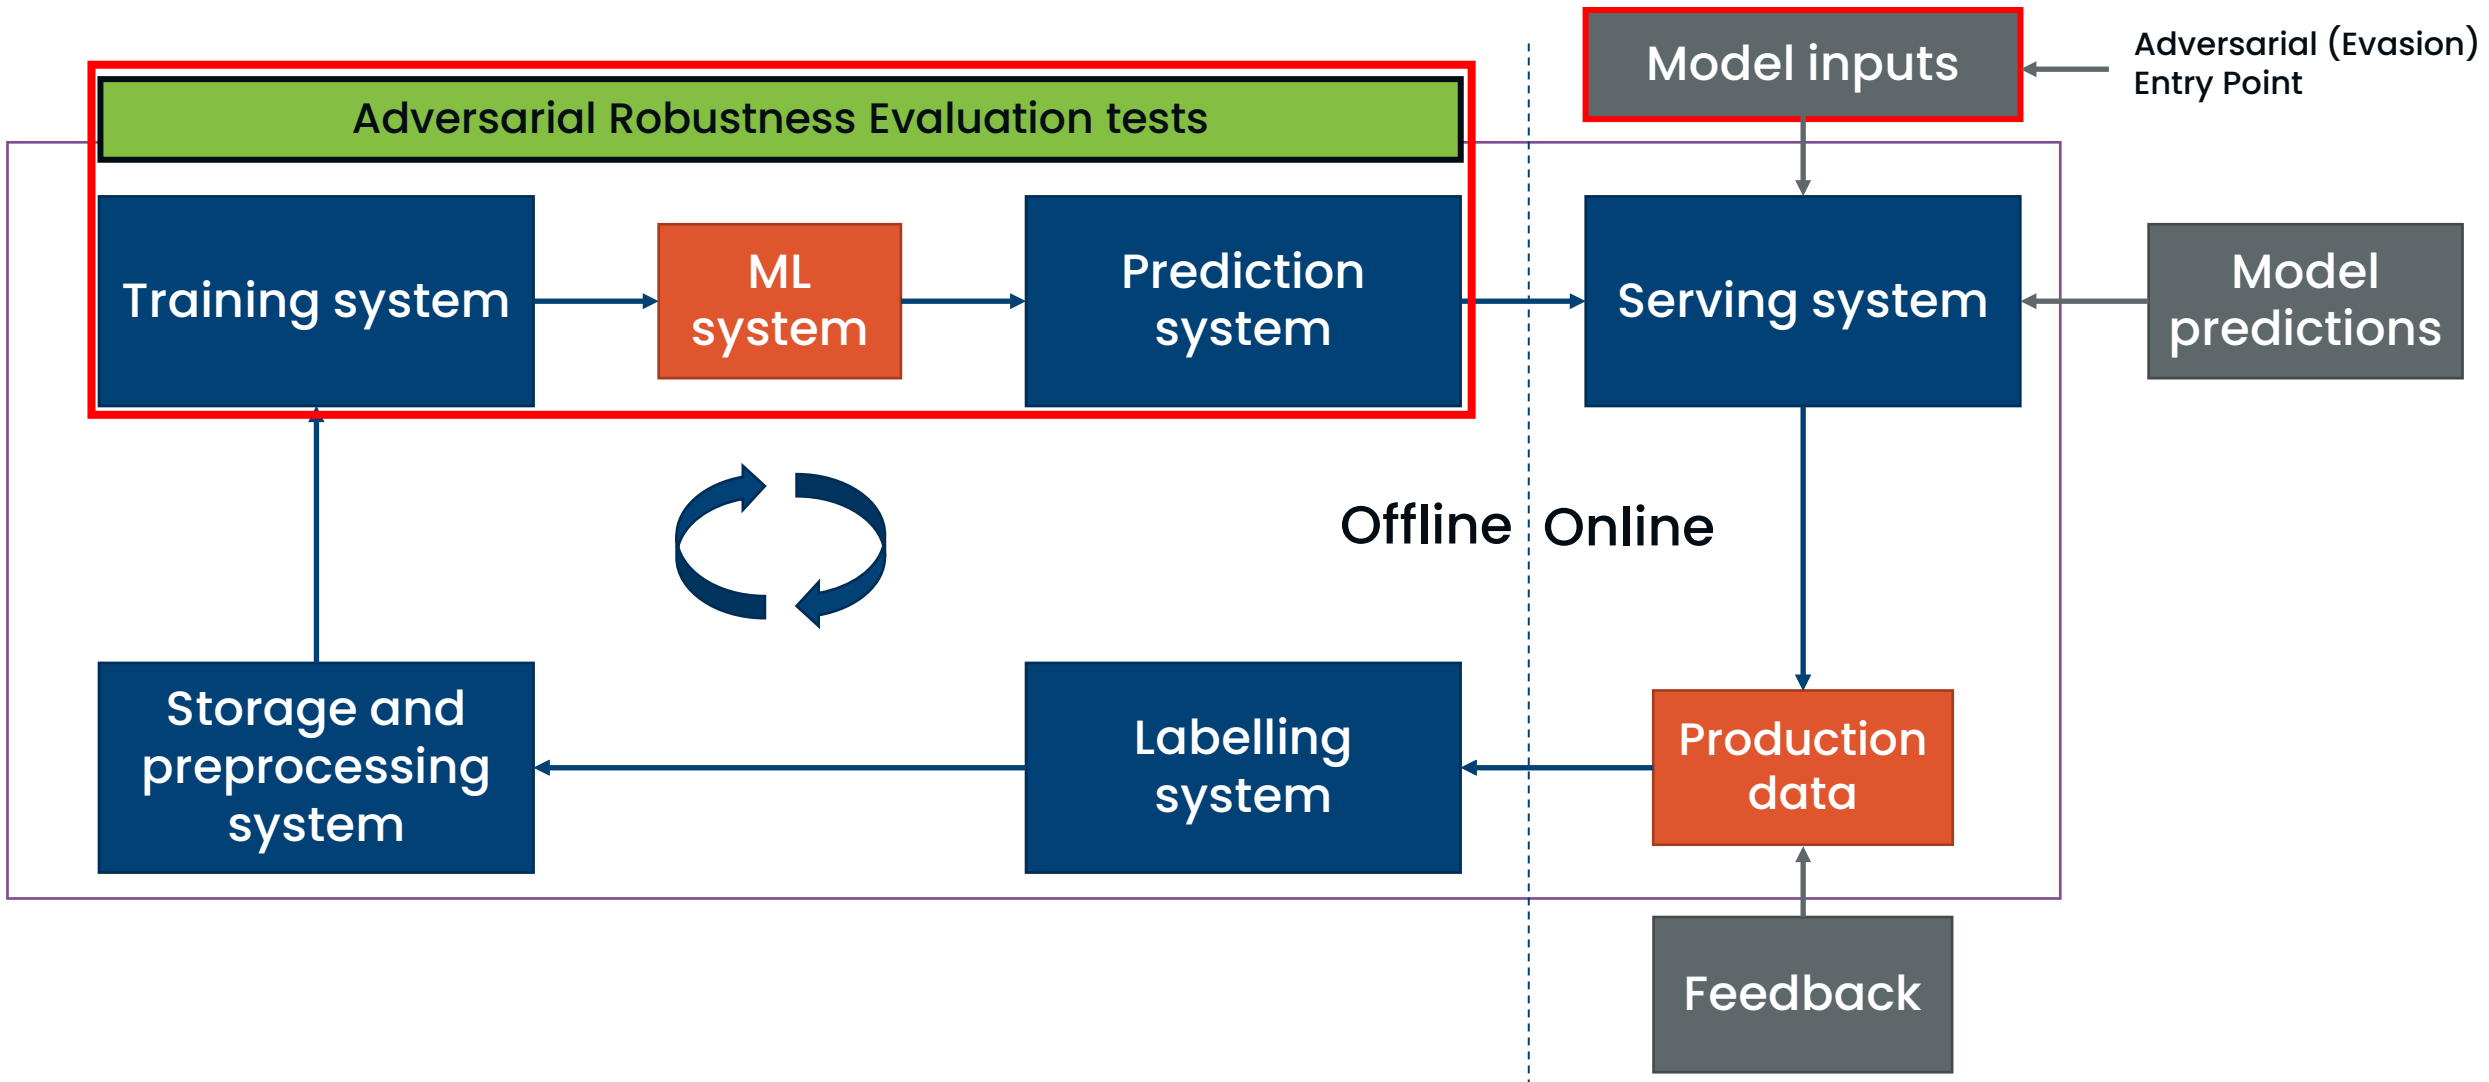 Model inputs
Adversarial (Evasion)
Entry Point
Adversarial Robustness Evaluation tests
Training system
ML
system
Prediction
system
Serving system
Model
predictions
Offline
Online
Storage and
preprocessing
system
Labelling
system
Production
data
Feedback